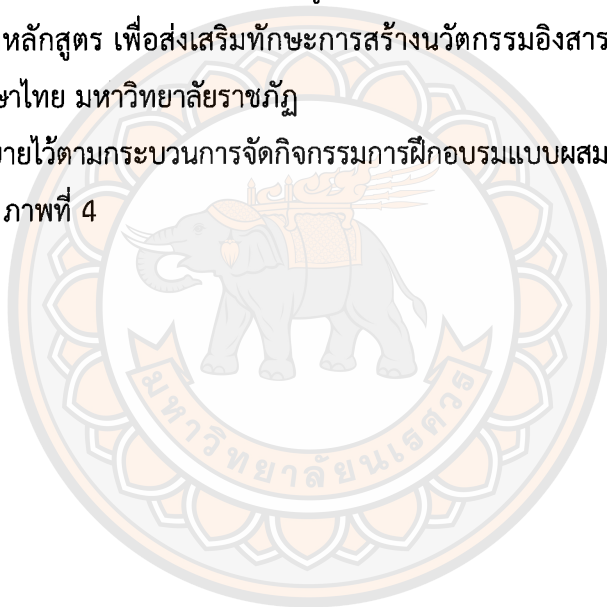 หลักสูตร เพื่อส่งเสริมทักษะการสร้างนวัตกรรมอิงสาร
ษาไทย มหาวิทยาลัยราชภัฏ
ายไว้ตามกระบวนการจัดกิจกรรมการฝึกอบรมแบบผสม
ภาพที่ 4
มหาวิทยาลัยนเรศวร